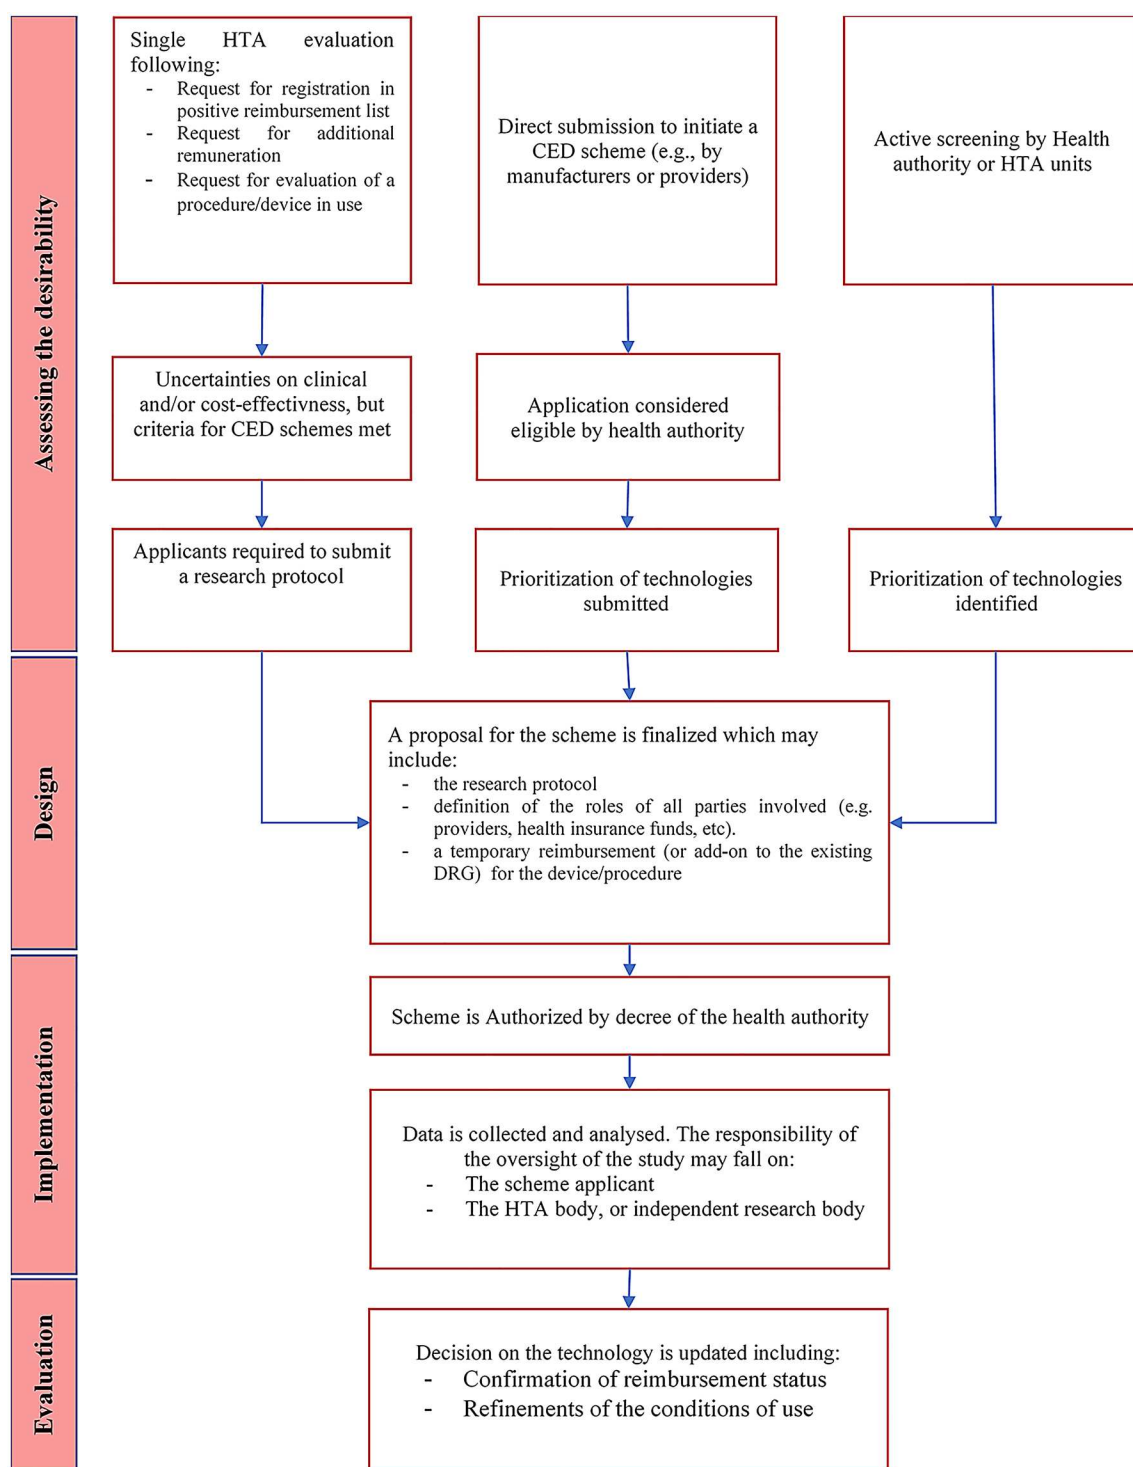 Assessing the desirability
Single HTA evaluation
following:
- Request for registration in
positive reimbursement list
- Request for additional
remuneration
- Request for evaluation of a
procedure/device in use
Direct submission to initiate a
CED scheme (e.g., by
manufacturers or providers)
Active screening by Health
authority or HTA units
Uncertainties on clinical
and/or cost-effectivness, but
criteria for CED schemes met
Application considered
eligible by health authority
Applicants required to submit
a research protocol
Prioritization of technologies
submitted
Prioritization of technologies
identified
Design
A proposal for the scheme is finalized which may
include:
- the research protocol
- definition of the roles of all parties involved (e.g.
providers, health insurance funds, etc).
- a temporary reimbursement (or add-on to the existing
DRG) for the device/procedure
Implementation
Scheme is Authorized by decree of the health authority
Data is collected and analysed. The responsibility of
the oversight of the study may fall on:
- The scheme applicant
- The HTA body, or independent research body
Evaluation
Decision on the technology is updated including:
- Confirmation of reimbursement status
- Refinements of the conditions of use